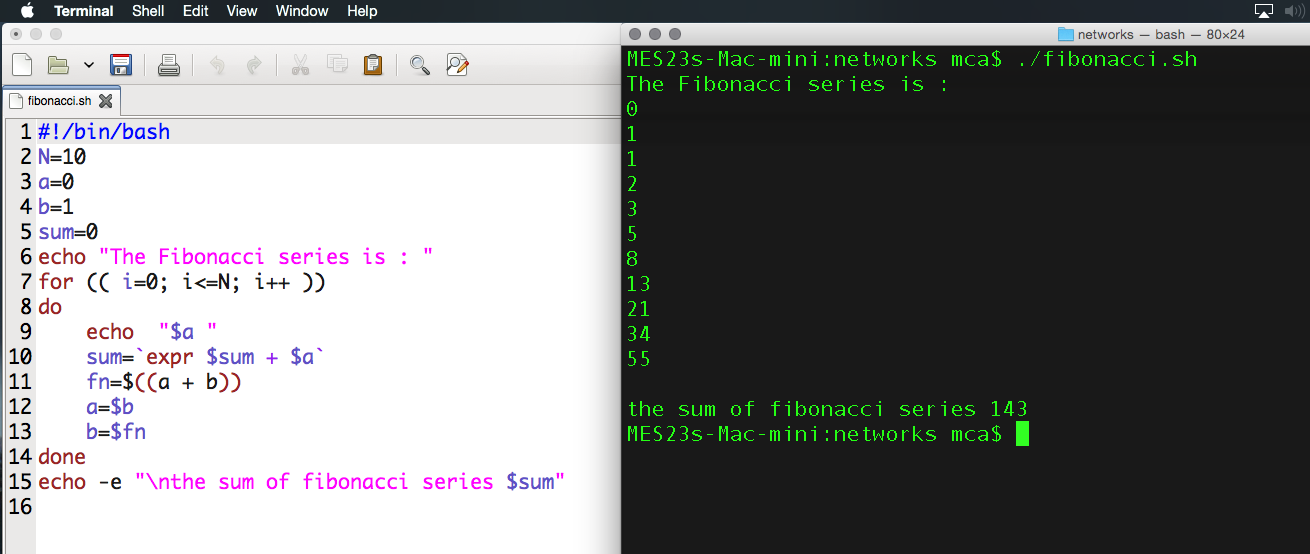 Terminal Shell Edit View Window Help
fibonacci.sh
1 #!/bin/bash
2 N=10
3 a=0
4 b=1
5 sum=0
6 echo "The Fibonacci series is : "
7 for (( i=0; i<=N; i++ ))
8 do
9     echo  "$a "
10     sum=`expr $sum + $a`
11     fn=$((a + b))
12     a=$b
13     b=$fn
14 done
15 echo -e "\nthe sum of fibonacci series $sum"
16
networks — bash — 80×24
MES23s-Mac-mini:networks mca$ ./fibonacci.sh
The Fibonacci series is :
0
1
1
2
3
5
8
13
21
34
55
the sum of fibonacci series 143
MES23s-Mac-mini:networks mca$